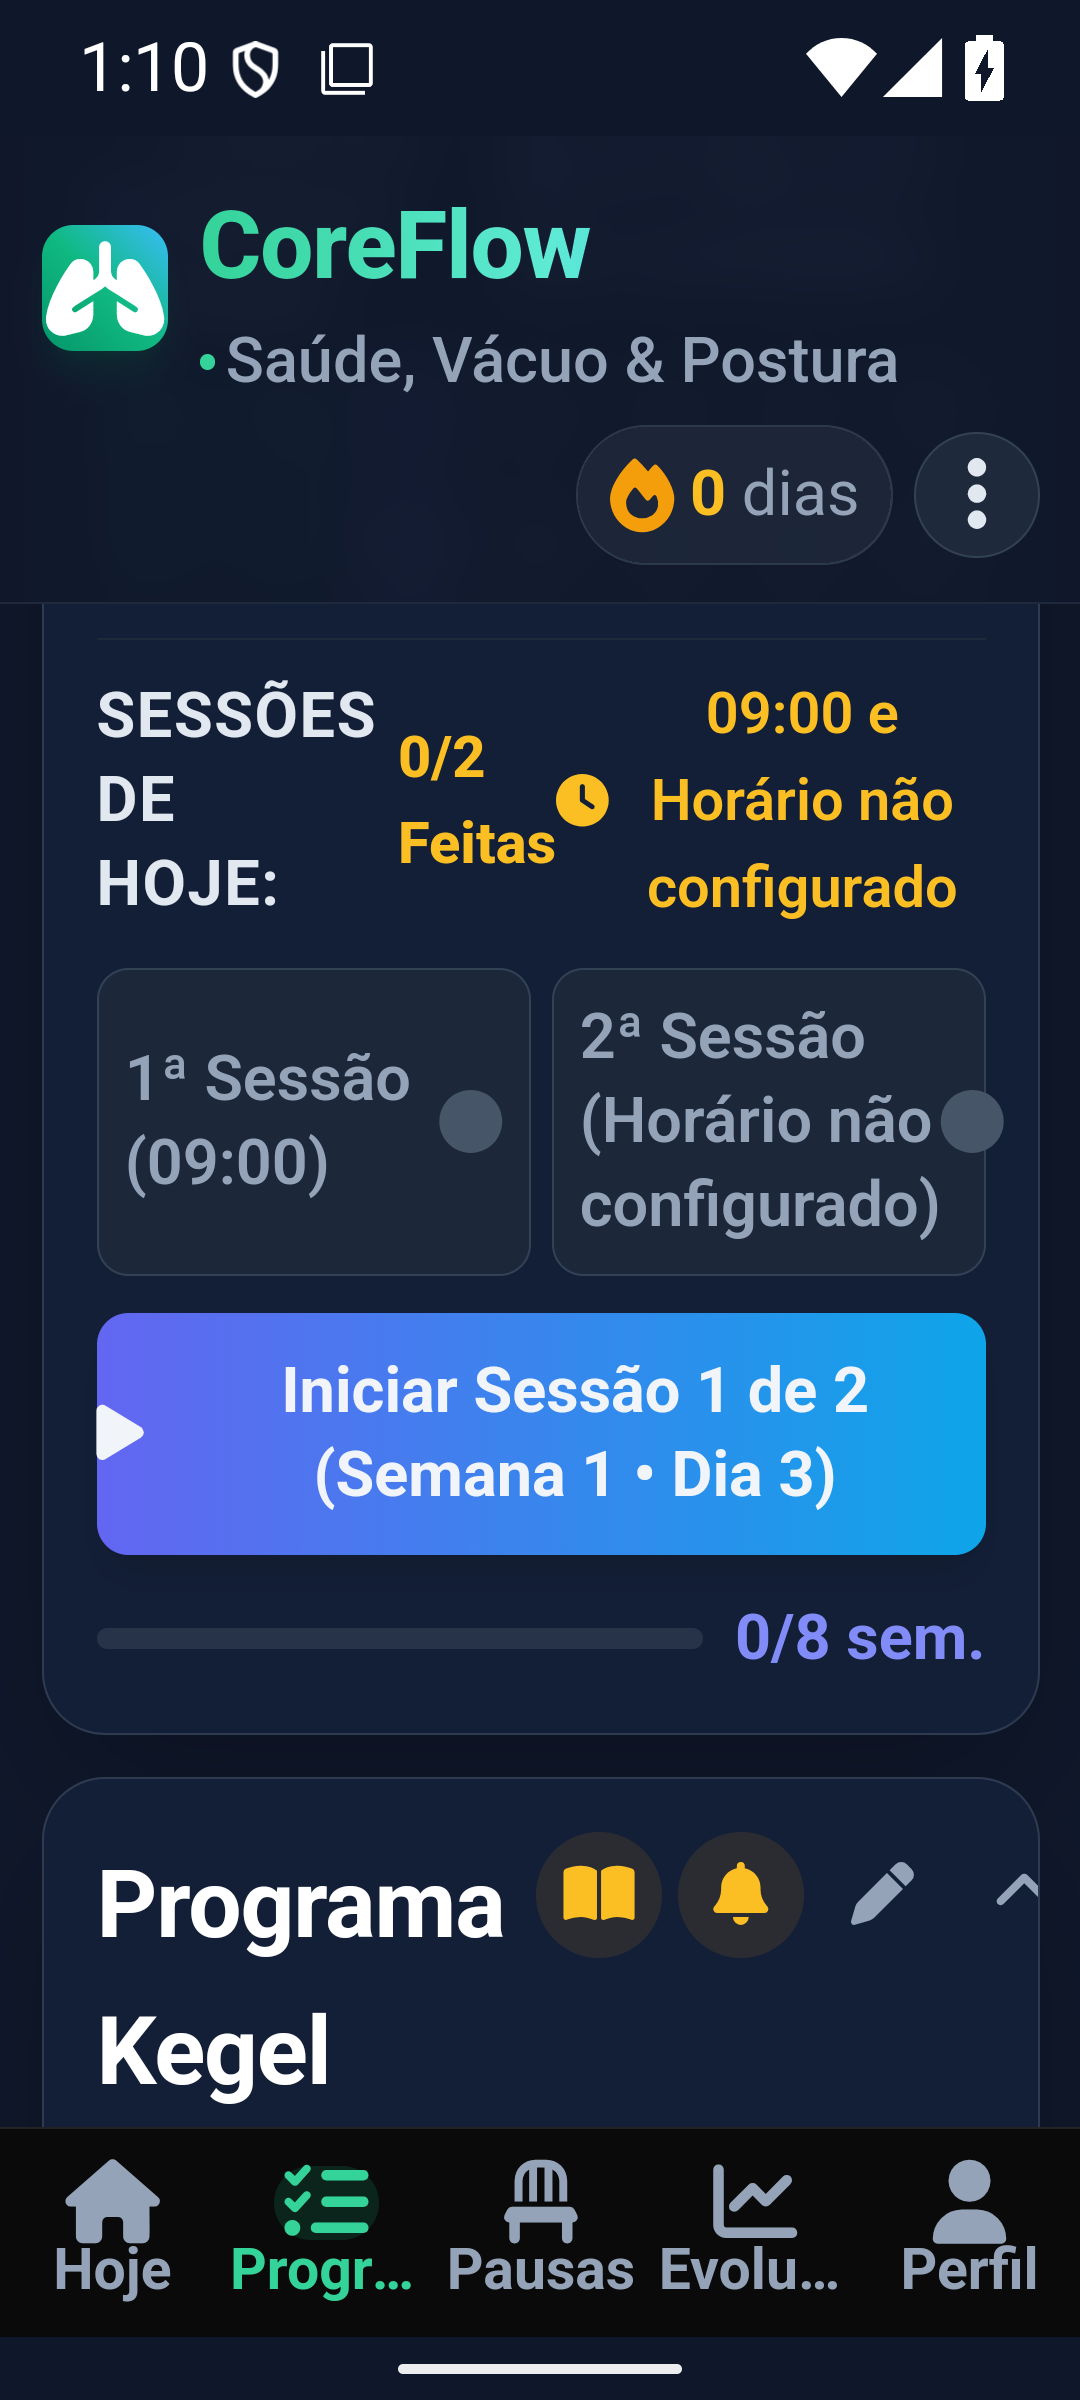 1:10
CoreFlow
Saúde, Vácuo & Postura
0 dias
SESSÕES
DE
HOJE:
0/2
Feitas
09:00 e
Horário não
configurado
1ª Sessão
(09:00)
2ª Sessão
(Horário não
configurado)
Iniciar Sessão 1 de 2
(Semana 1 • Dia 3)
0/8 sem.
Programa
Kegel
Hoje
Progr...
Pausas
Evolu...
Perfil